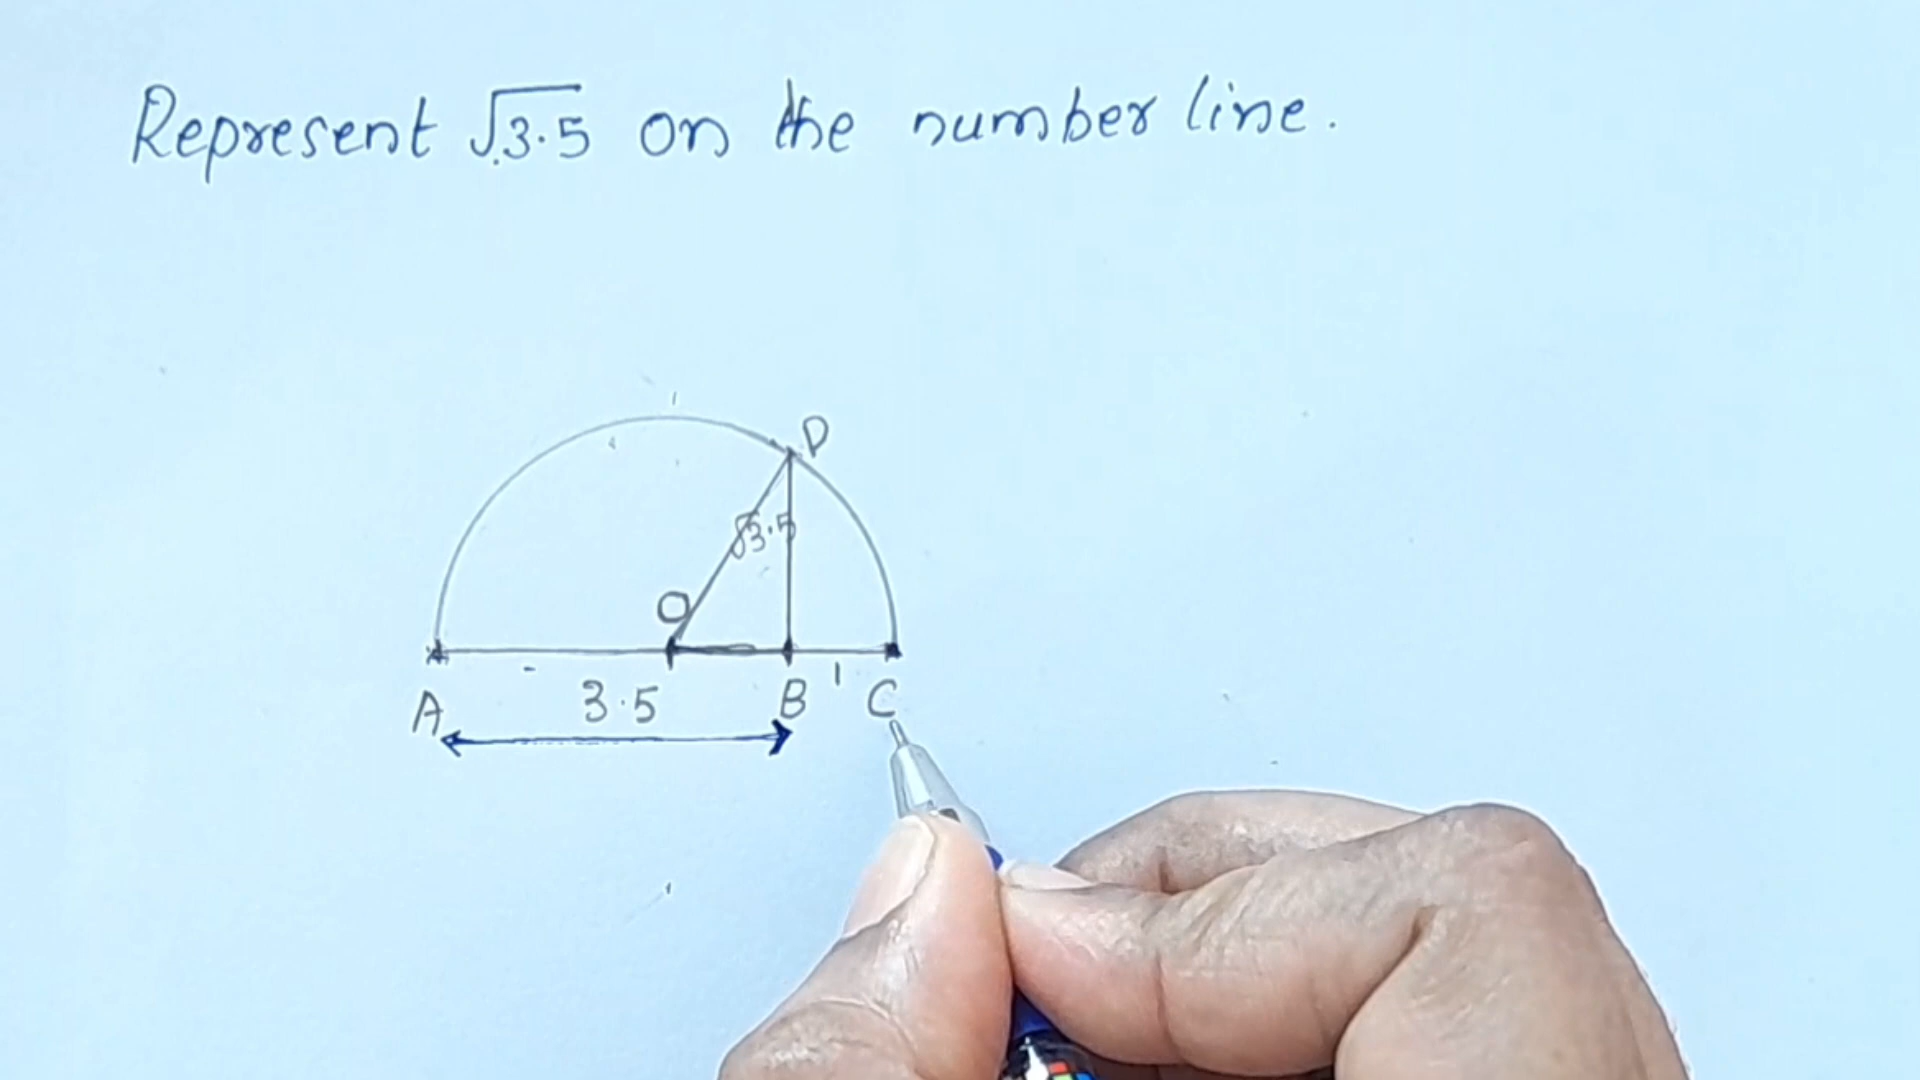 Represent √3.5 on the number line.
D
√3.5
O
A 3.5 B 1 C